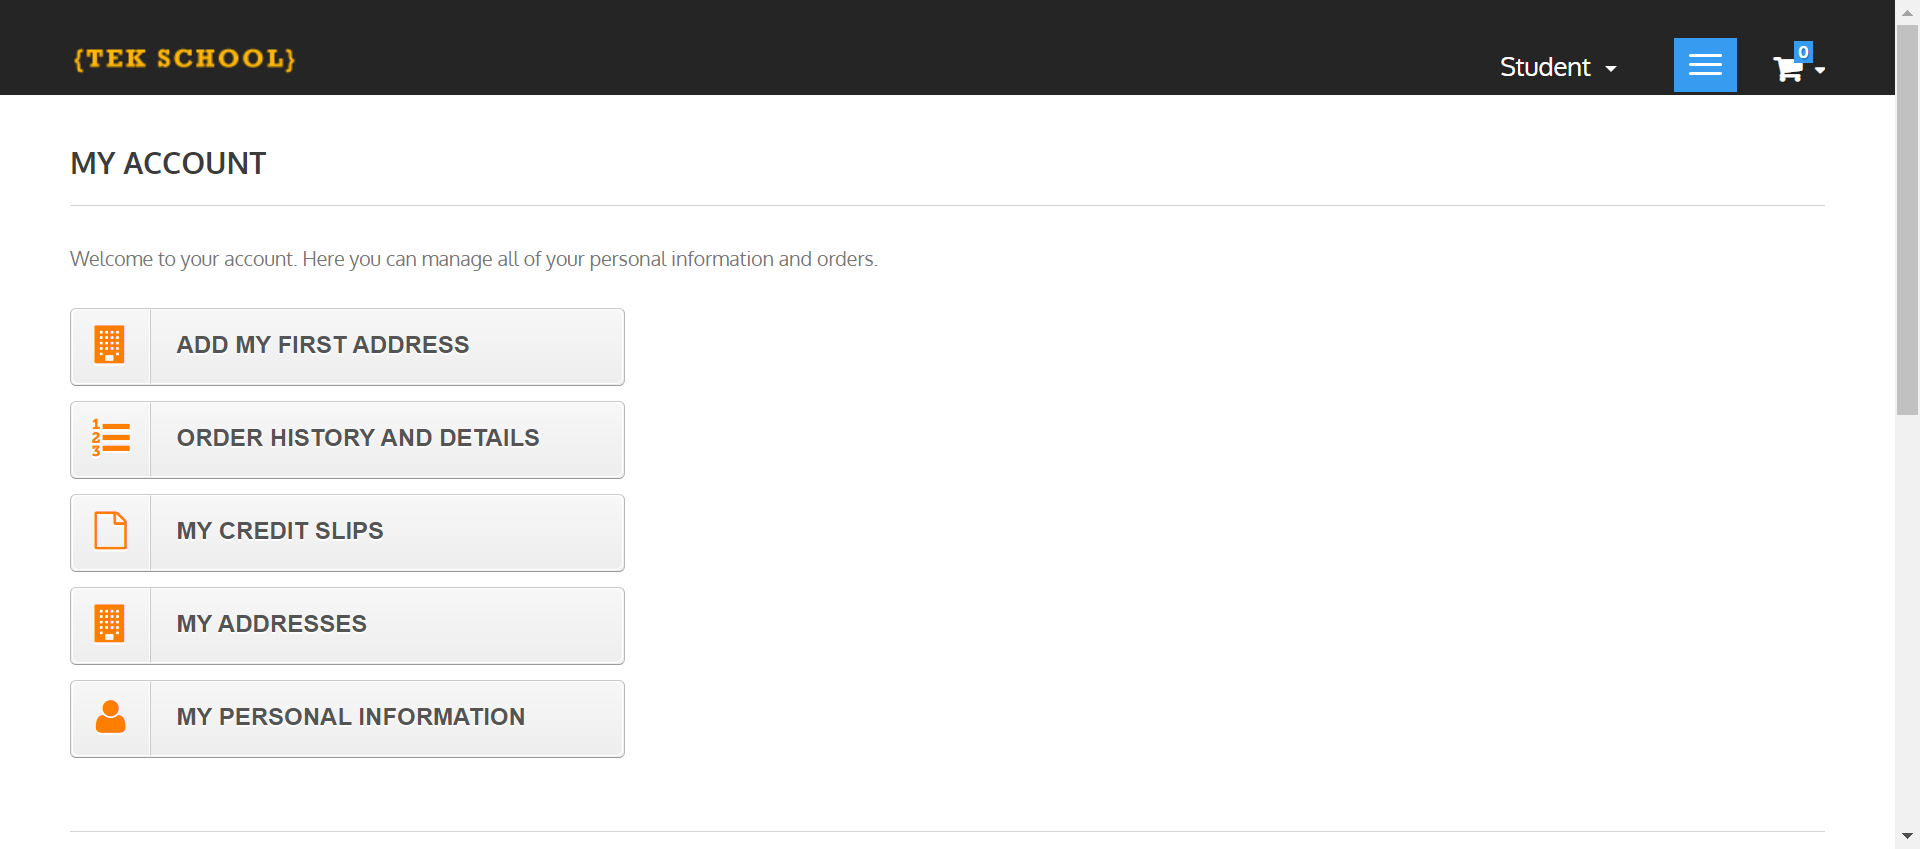 {TEK SCHOOL}
Student
0
MY ACCOUNT
Welcome to your account. Here you can manage all of your personal information and orders.
ADD MY FIRST ADDRESS
1
2
3
ORDER HISTORY AND DETAILS
MY CREDIT SLIPS
MY ADDRESSES
MY PERSONAL INFORMATION